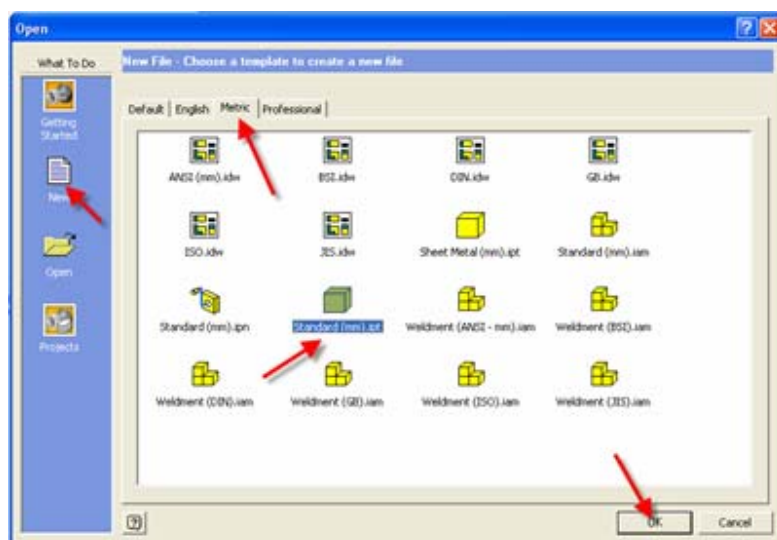 Open
What To Do
New File - Choose a template to create a new file
Getting
Started
New
Open
Projects
Default English Metric Professional
ANSI (mm).idw BSI.idw DIN.idw GB.idw
ISO.idw JIS.idw Sheet Metal (mm).ipt Standard (mm).iam
Standard (mm).ipn Standard (mm).ipt Weldment (ANSI - mm).iam Weldment (BSI).iam
Weldment (DIN).iam Weldment (GB).iam Weldment (ISO).iam Weldment (JIS).iam
OK Cancel